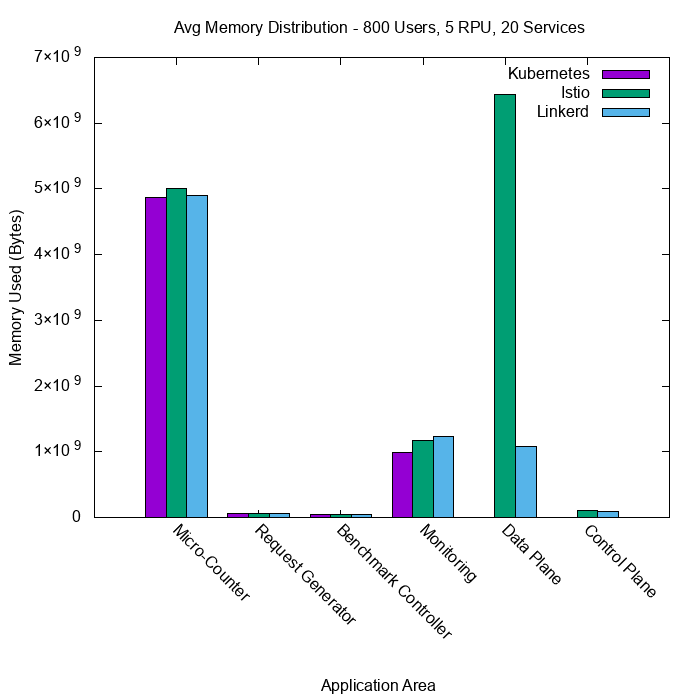 Avg Memory Distribution - 800 Users, 5 RPU, 20 Services
Kubernetes
Istio
Linkerd
7×10⁹
6×10⁹
5×10⁹
4×10⁹
3×10⁹
2×10⁹
1×10⁹
0
Memory Used (Bytes)
Micro-Counter
Request Generator
Benchmark Controller
Monitoring
Data Plane
Control Plane
Application Area